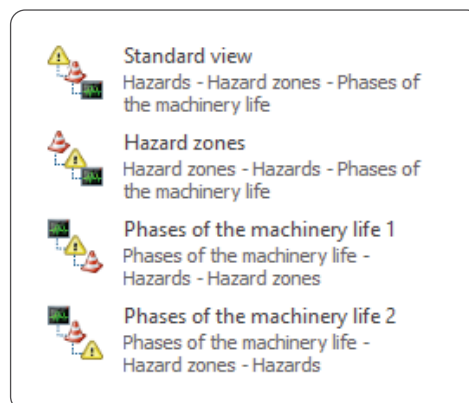 Standard view
Hazards - Hazard zones - Phases of
the machinery life
Hazard zones
Hazard zones - Hazards - Phases of
the machinery life
Phases of the machinery life 1
Phases of the machinery life -
Hazards - Hazard zones
Phases of the machinery life 2
Phases of the machinery life -
Hazard zones - Hazards